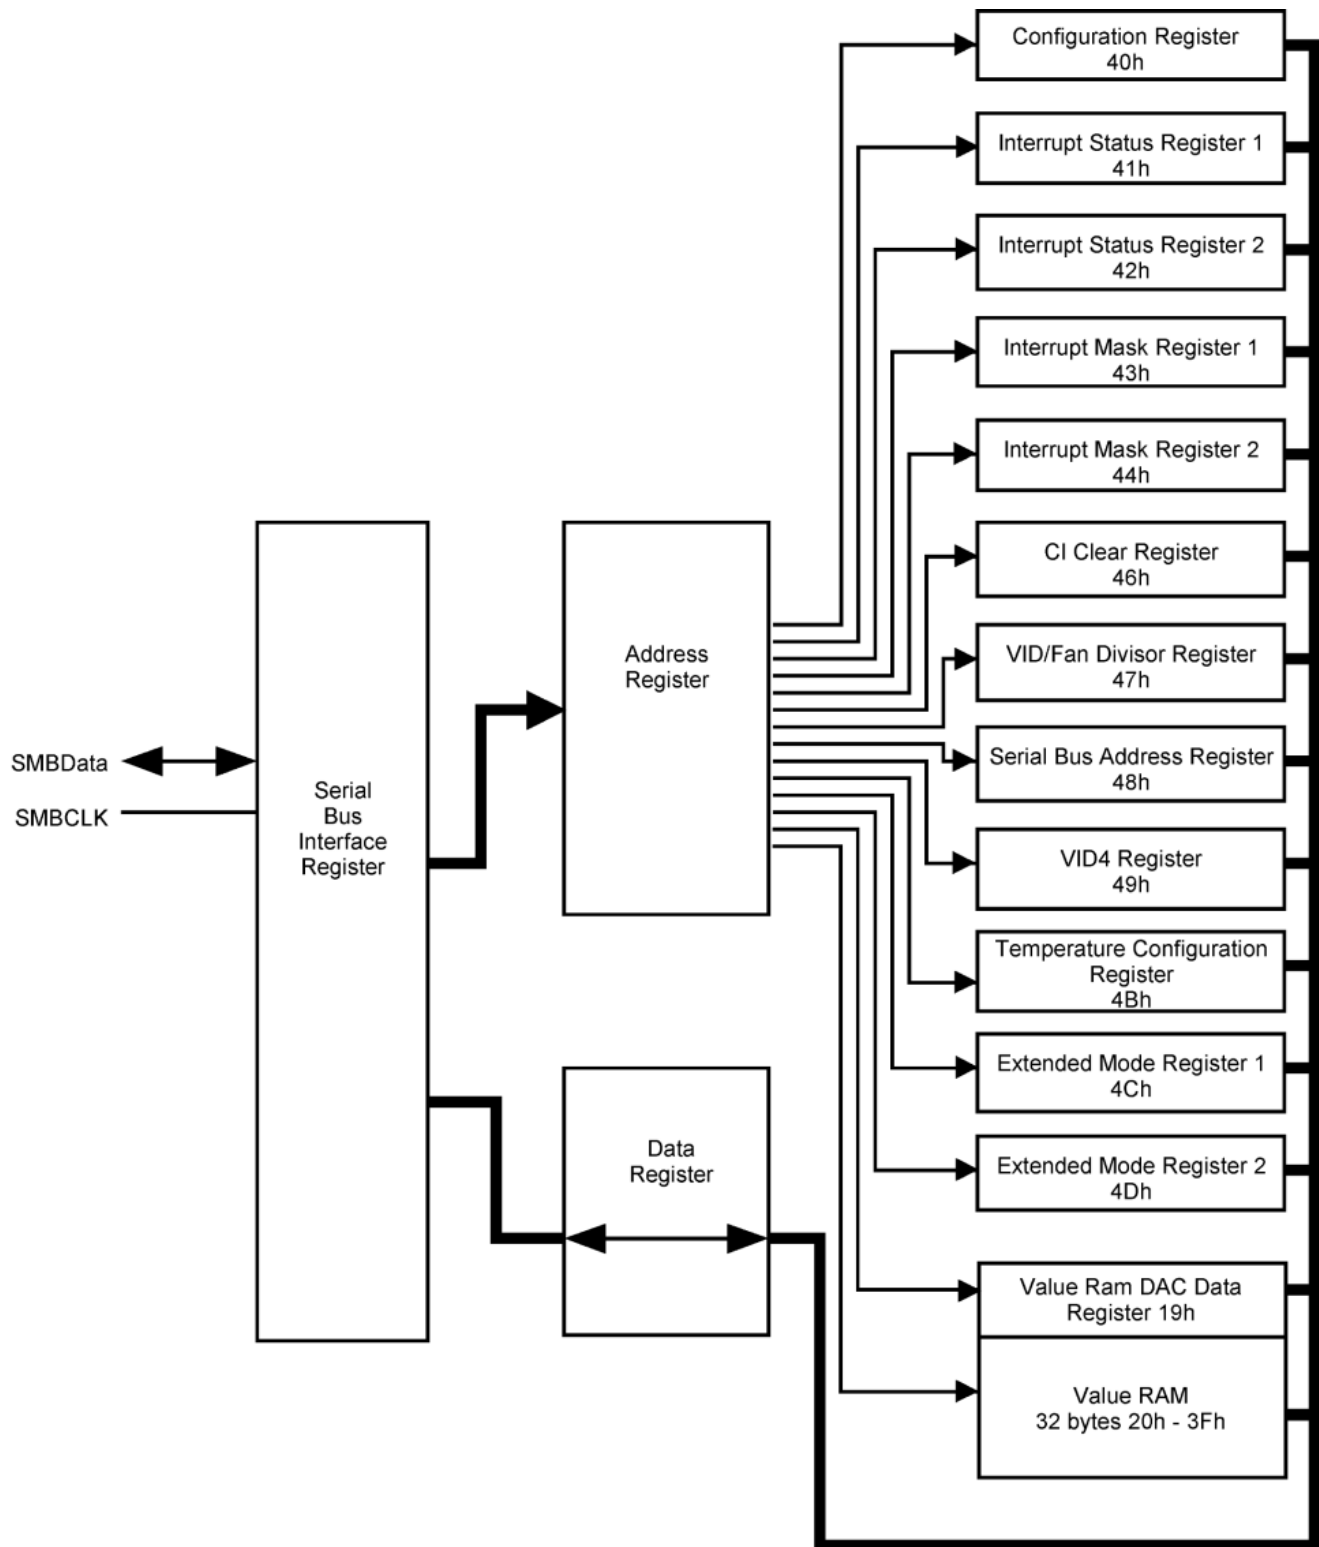 Configuration Register
40h
Interrupt Status Register 1
41h
Interrupt Status Register 2
42h
Interrupt Mask Register 1
43h
Interrupt Mask Register 2
44h
CI Clear Register
46h
VID/Fan Divisor Register
47h
Serial Bus Address Register
48h
VID4 Register
49h
Temperature Configuration
Register
4Bh
Extended Mode Register 1
4Ch
Extended Mode Register 2
4Dh
Value Ram DAC Data
Register 19h
Value RAM
32 bytes 20h - 3Fh
Address
Register
SMBData
SMBCLK
Serial
Bus
Interface
Register
Data
Register